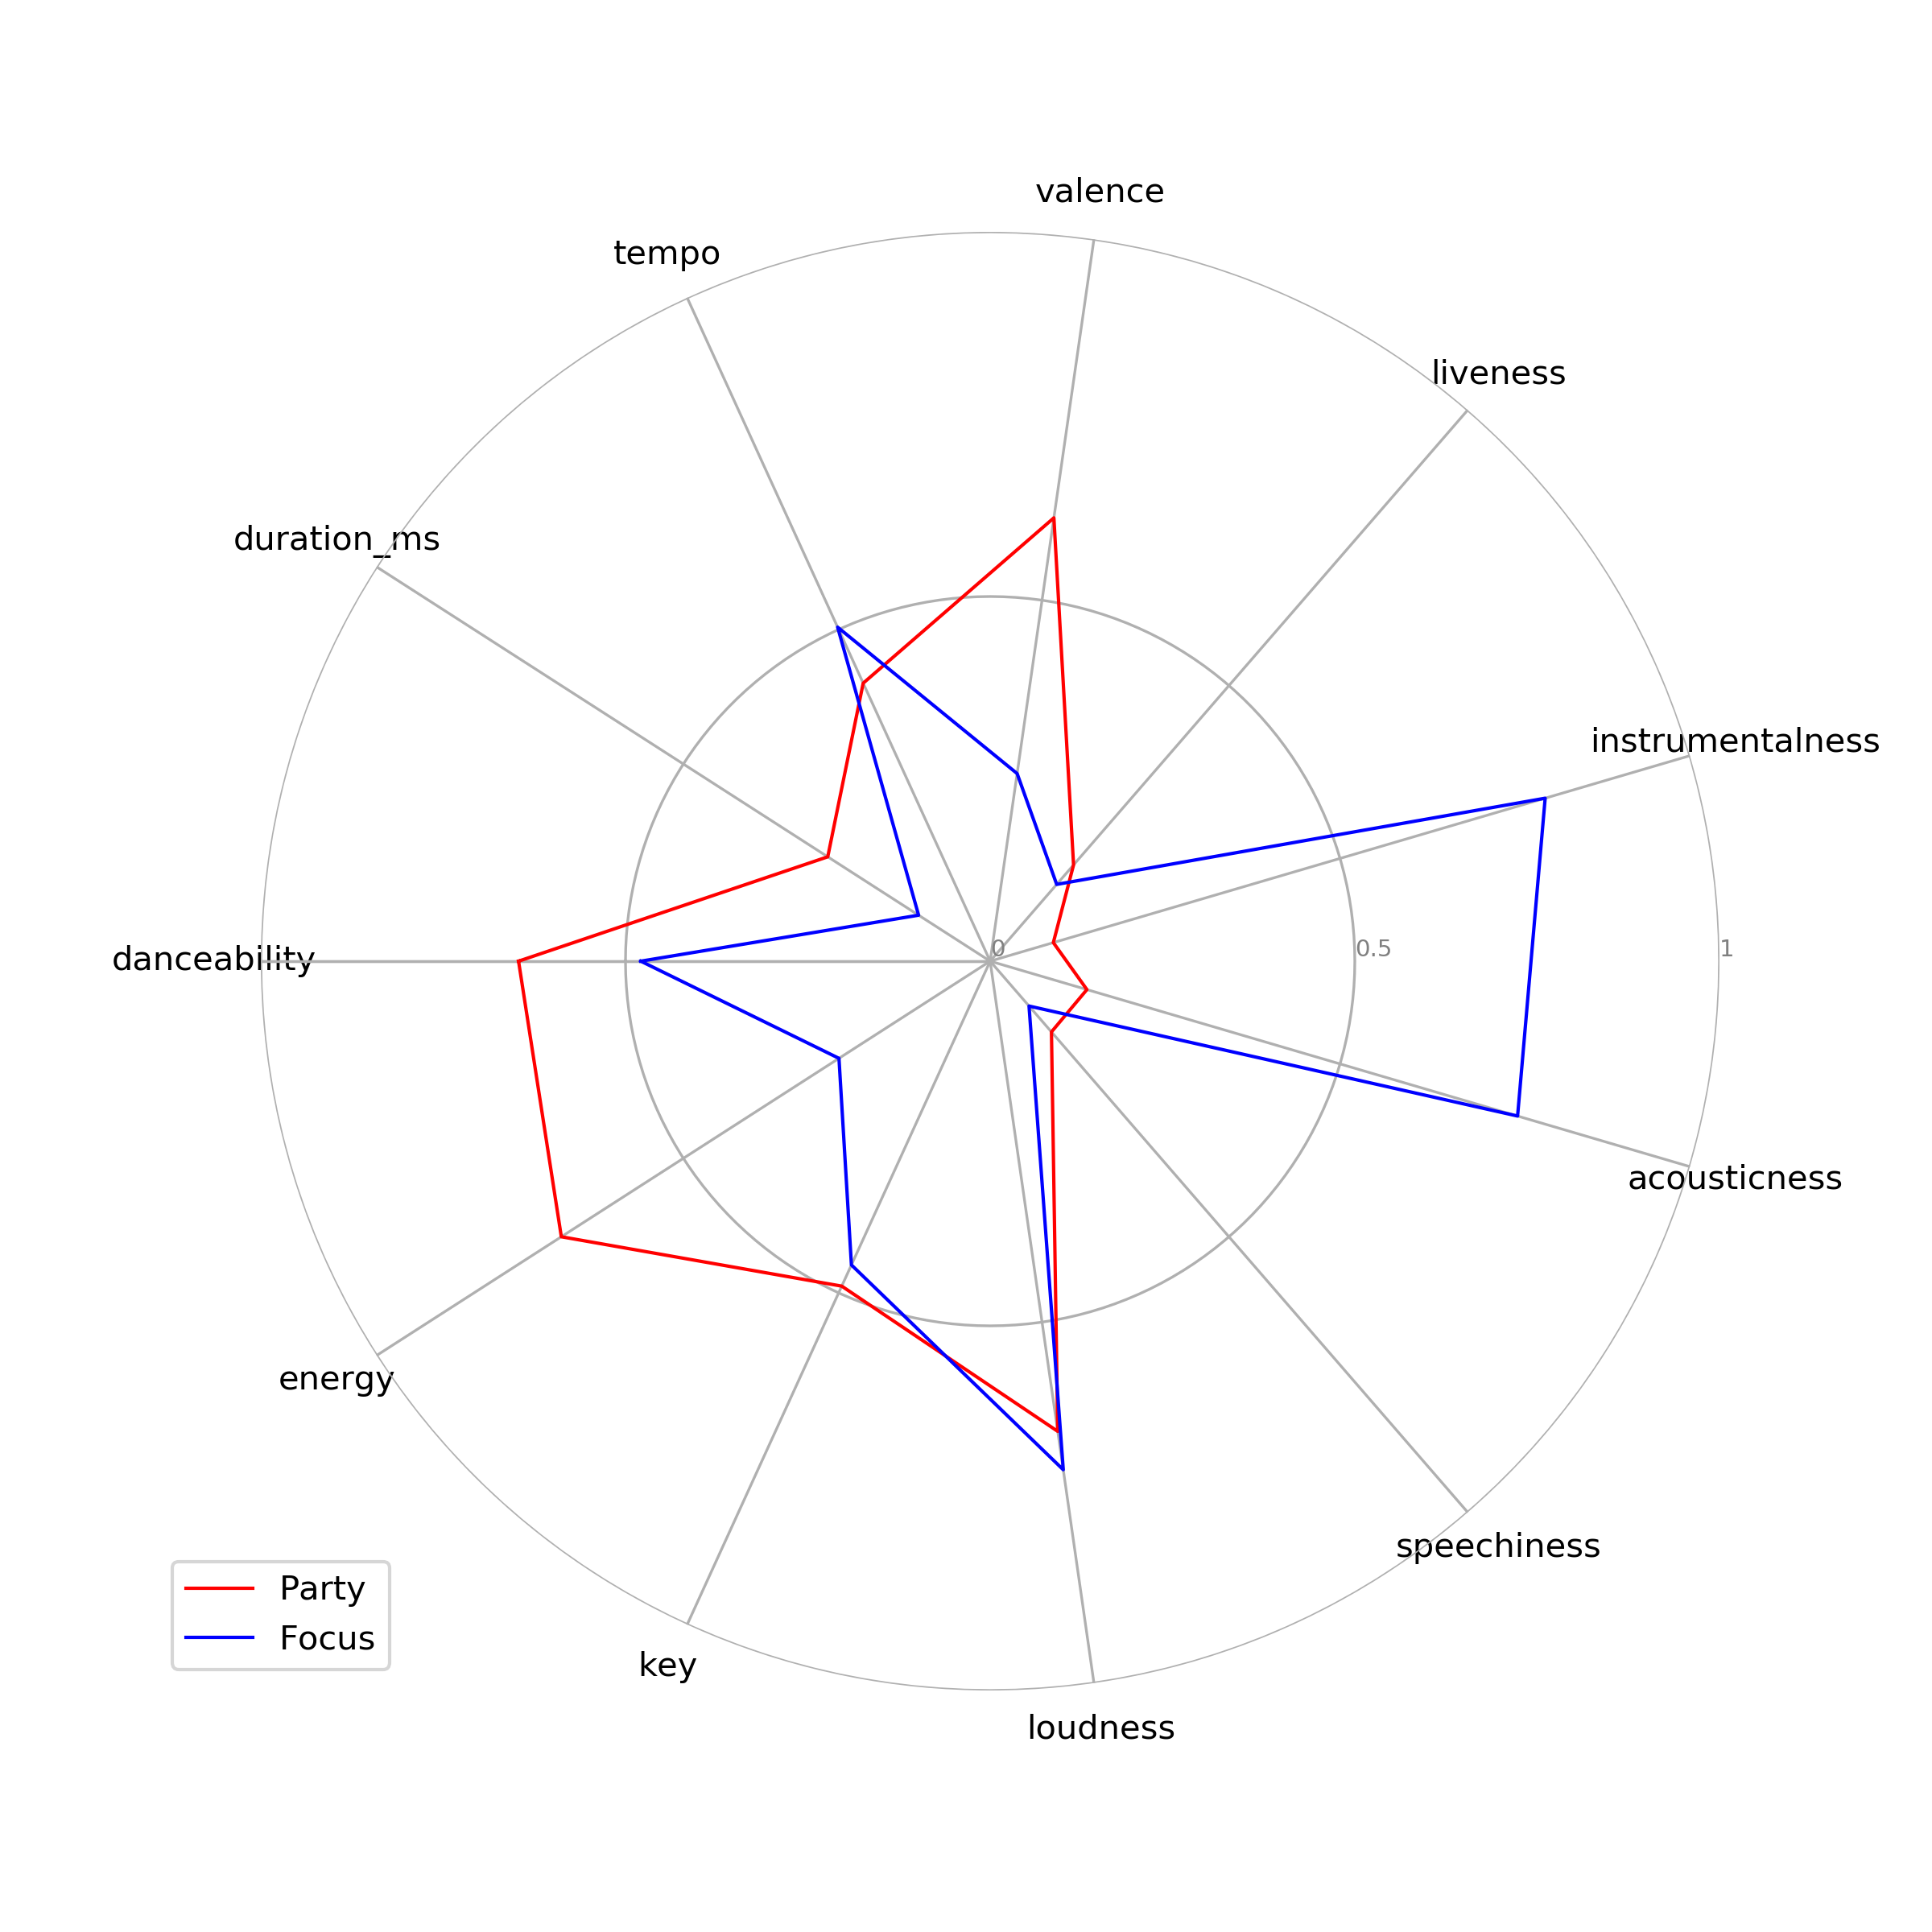 valence
tempo
liveness
duration_ms
instrumentalness
danceability
0
0.5
1
acousticness
energy
speechiness
key
loudness
Party
Focus